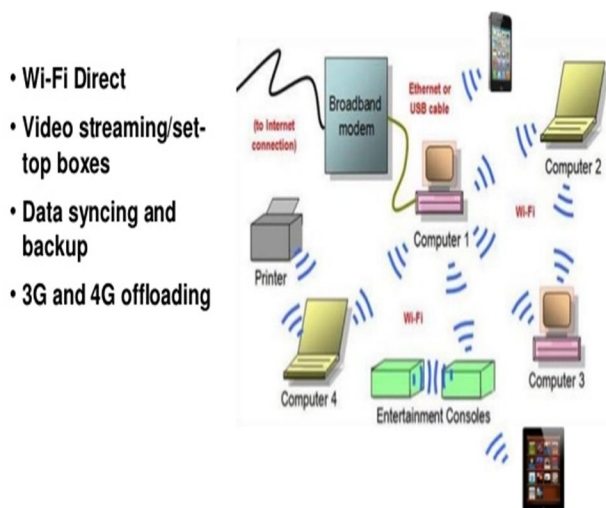 • Wi-Fi Direct
• Video streaming/set-
top boxes
• Data syncing and
backup
• 3G and 4G offloading
(to Internet
connection)
Broadband
modem
Ethernet or
USB cable
Computer 1
Computer 2
Wi-Fi
Printer
Wi-Fi
Computer 4
Entertainment Consoles
Computer 3